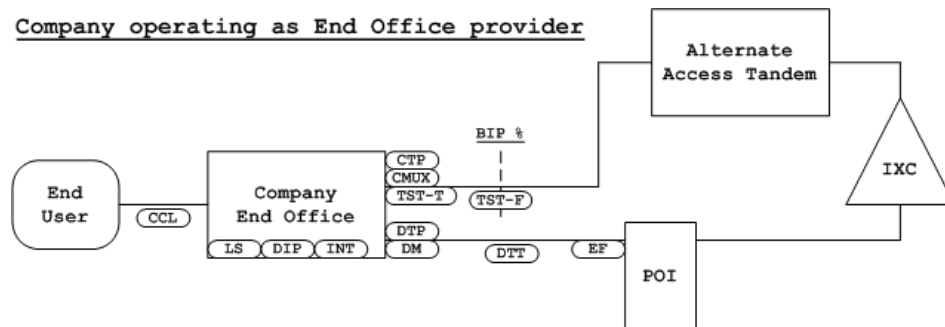 Company operating as End Office provider
Alternate
Access Tandem
BIP %
CTP
CMUX
TST-T
TST-F
IXC
End
User
CCL
Company
End Office
LS
DIP
INT
DTP
DM
DTT
EF
POI